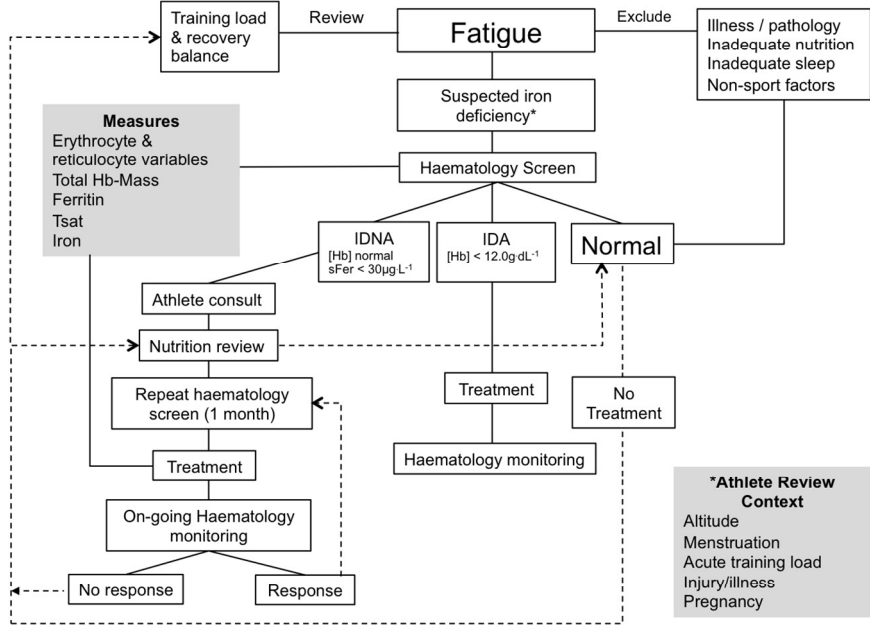 Training load
& recovery
balance
Review
Fatigue
Exclude
Illness / pathology
Inadequate nutrition
Inadequate sleep
Non-sport factors
Suspected iron
deficiency*
Measures
Erythrocyte &
reticulocyte variables
Total Hb-Mass
Ferritin
Tsat
Iron
Haematology Screen
IDNA
[Hb] normal
sFer < 30µg·L⁻¹
IDA
[Hb] < 12.0g·dL⁻¹
Normal
Athlete consult
Nutrition review
Repeat haematology
screen (1 month)
Treatment
No
Treatment
Treatment
Haematology monitoring
On-going Haematology
monitoring
No response
Response
*Athlete Review
Context
Altitude
Menstruation
Acute training load
Injury/illness
Pregnancy